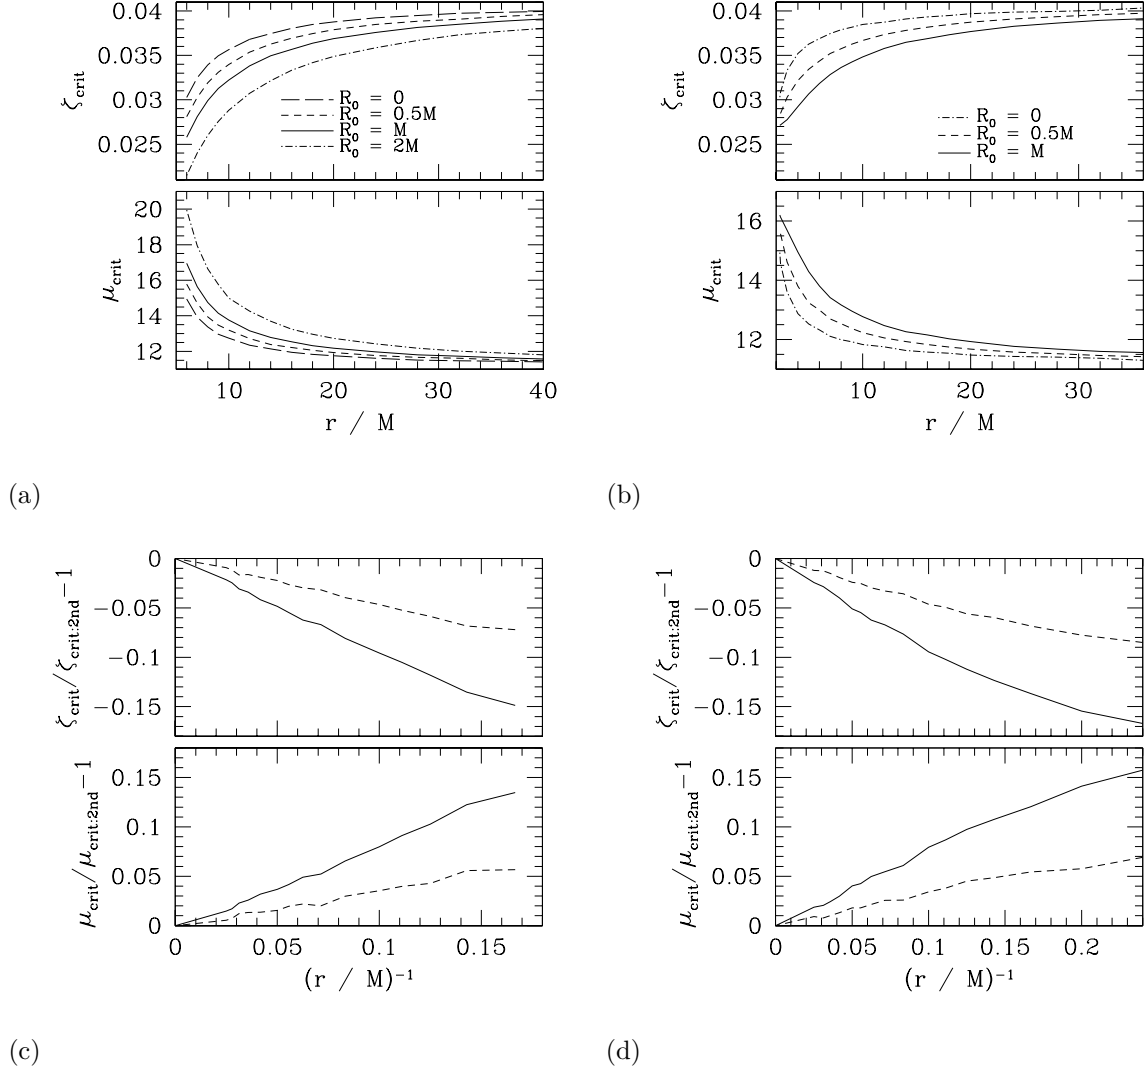 0.04
0.035
0.03
0.025
ζcrit
R0 = 0
R0 = 0.5M
R0 = M
R0 = 2M
20
18
16
14
12
μcrit
10 20 30 40
r / M
(a)
0.04
0.035
0.03
0.025
ζcrit
R0 = 0
R0 = 0.5M
R0 = M
16
14
12
μcrit
10 20 30
r / M
(b)
0
−0.05
−0.1
−0.15
ζcrit/ζcrit:2nd−1
0.15
0.1
0.05
0
μcrit/μcrit:2nd−1
0 0.05 0.1 0.15
(r / M)⁻¹
(c)
0
−0.05
−0.1
−0.15
ζcrit/ζcrit:2nd−1
0.15
0.1
0.05
0
μcrit/μcrit:2nd−1
0 0.05 0.1 0.15 0.2
(r / M)⁻¹
(d)